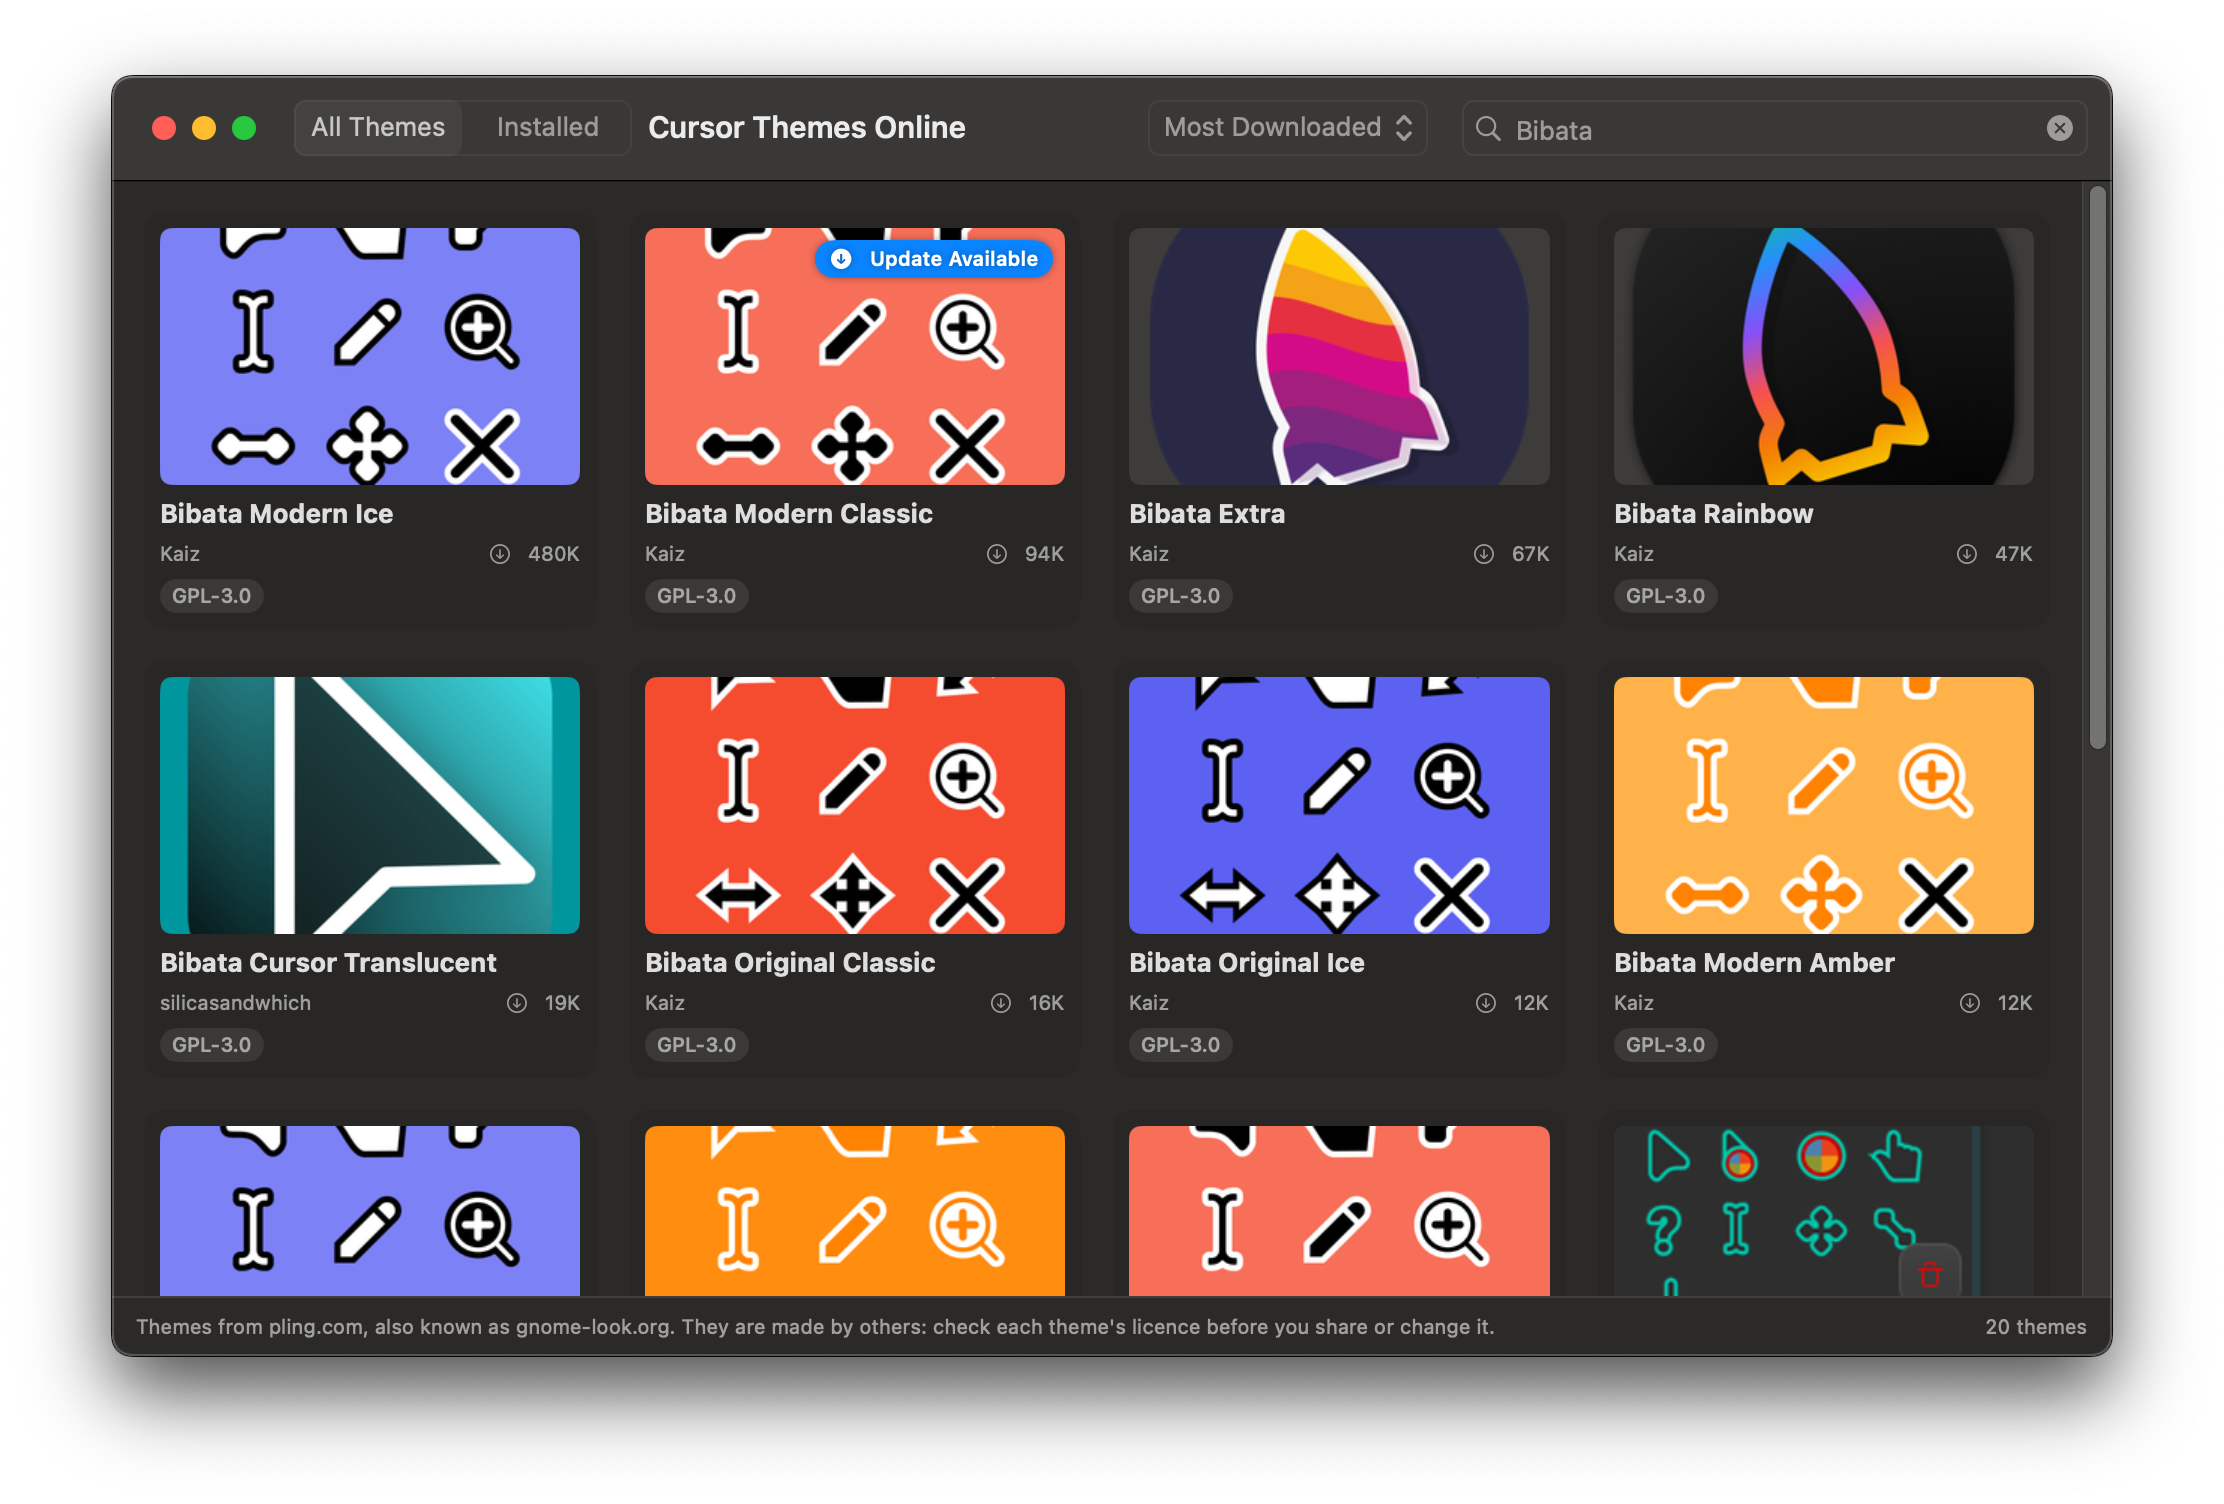 All Themes
Installed
Cursor Themes Online
Most Downloaded
Bibata
Update Available
Bibata Modern Ice
Kaiz
480K
GPL-3.0
Bibata Modern Classic
Kaiz
94K
GPL-3.0
Bibata Extra
Kaiz
67K
GPL-3.0
Bibata Rainbow
Kaiz
47K
GPL-3.0
Bibata Cursor Translucent
silicasandwhich
19K
GPL-3.0
Bibata Original Classic
Kaiz
16K
GPL-3.0
Bibata Original Ice
Kaiz
12K
GPL-3.0
Bibata Modern Amber
Kaiz
12K
GPL-3.0
Themes from pling.com, also known as gnome-look.org. They are made by others: check each theme's licence before you share or change it.
20 themes